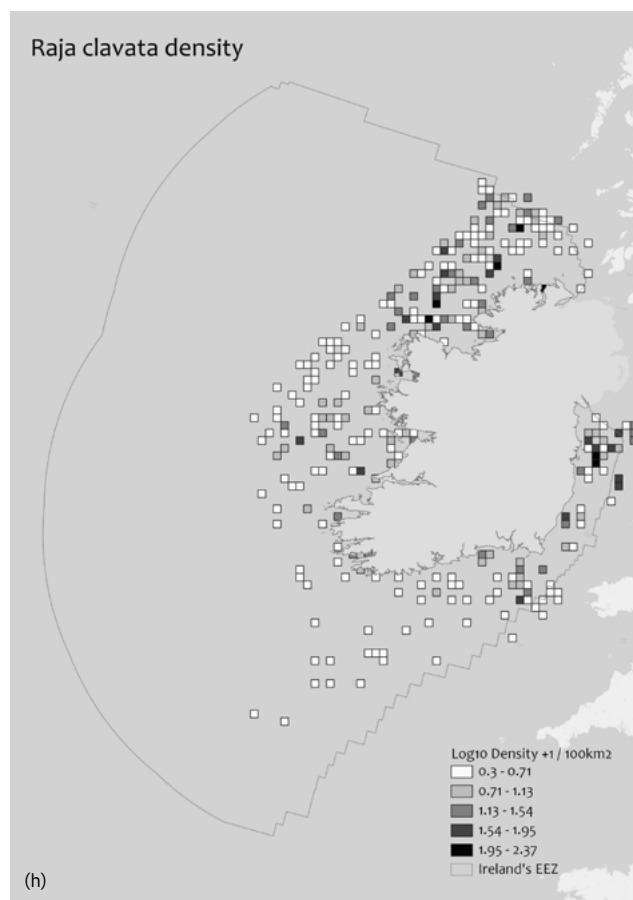 Raja clavata density
Log10 Density +1 / 100km2
0.3 - 0.71
0.71 - 1.13
1.13 - 1.54
1.54 - 1.95
1.95 - 2.37
Ireland's EEZ
(h)